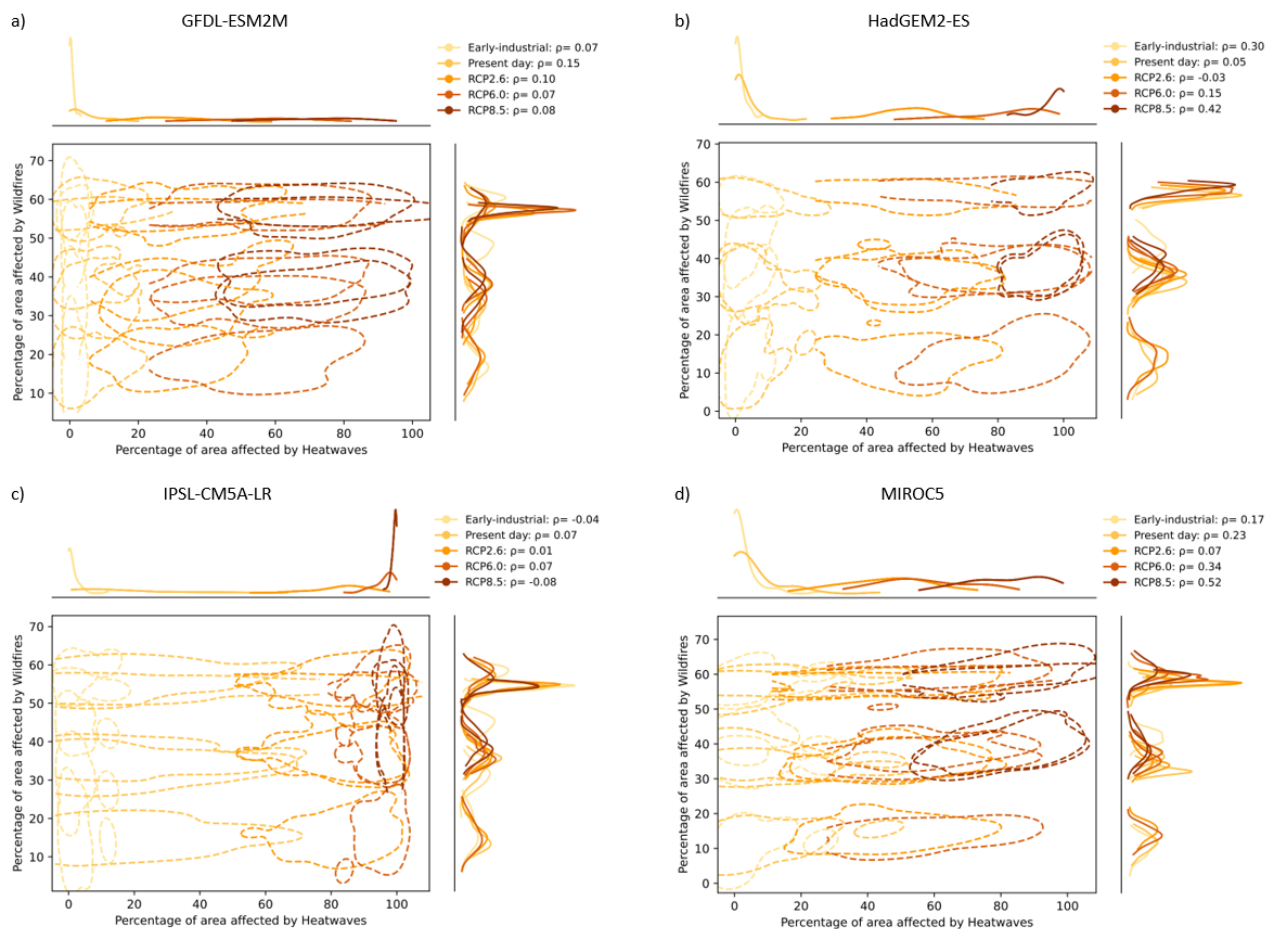 a)
GFDL-ESM2M
Early-industrial: ρ= 0.07
Present day: ρ= 0.15
RCP2.6: ρ= 0.10
RCP6.0: ρ= 0.07
RCP8.5: ρ= 0.08
70
60
50
40
30
20
10
Percentage of area affected by Wildfires
0 20 40 60 80 100
Percentage of area affected by Heatwaves
b)
HadGEM2-ES
Early-industrial: ρ= 0.30
Present day: ρ= 0.05
RCP2.6: ρ= -0.03
RCP6.0: ρ= 0.15
RCP8.5: ρ= 0.42
70
60
50
40
30
20
10
0
Percentage of area affected by Wildfires
0 20 40 60 80 100
Percentage of area affected by Heatwaves
c)
IPSL-CM5A-LR
Early-industrial: ρ= -0.04
Present day: ρ= 0.07
RCP2.6: ρ= 0.01
RCP6.0: ρ= 0.07
RCP8.5: ρ= -0.08
70
60
50
40
30
20
10
Percentage of area affected by Wildfires
0 20 40 60 80 100
Percentage of area affected by Heatwaves
d)
MIROC5
Early-industrial: ρ= 0.17
Present day: ρ= 0.23
RCP2.6: ρ= 0.07
RCP6.0: ρ= 0.34
RCP8.5: ρ= 0.52
70
60
50
40
30
20
10
0
Percentage of area affected by Wildfires
0 20 40 60 80 100
Percentage of area affected by Heatwaves